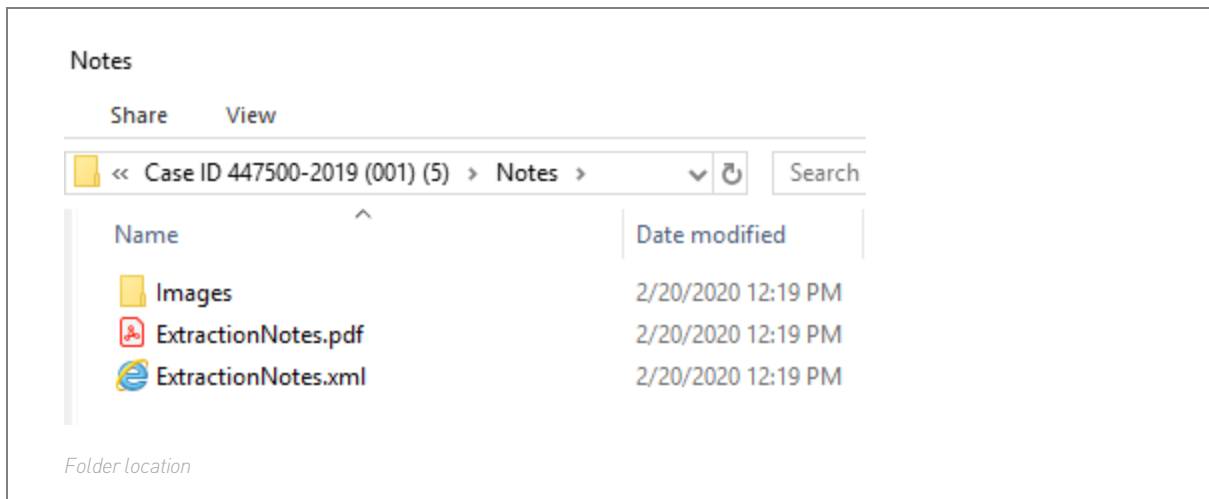 Notes
Share View
« Case ID 447500-2019 (001) (5) > Notes > Search
Name Date modified
Images 2/20/2020 12:19 PM
ExtractionNotes.pdf 2/20/2020 12:19 PM
ExtractionNotes.xml 2/20/2020 12:19 PM
Folder location